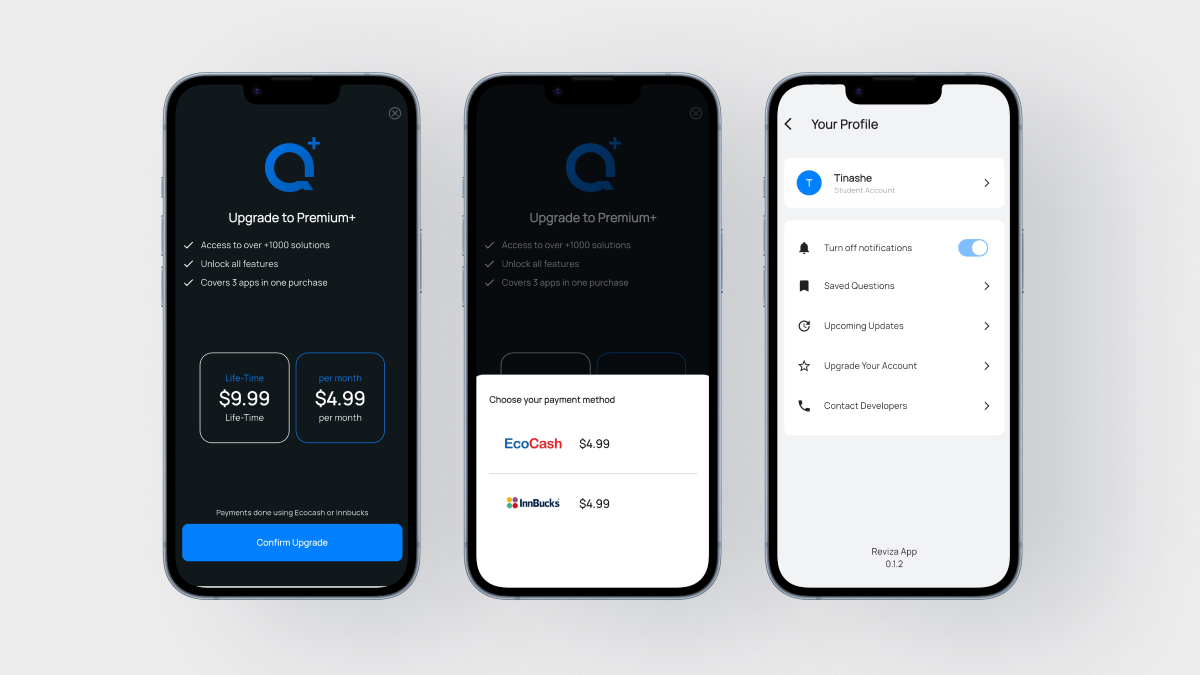 Upgrade to Premium+
Access to over +1000 solutions
Unlock all features
Covers 3 apps in one purchase
Life-Time
$9.99
Life-Time
per month
$4.99
per month
Payments done using Ecocash or Innbucks
Confirm Upgrade
Upgrade to Premium+
Access to over +1000 solutions
Unlock all features
Covers 3 apps in one purchase
Choose your payment method
EcoCash $4.99
InnBucks $4.99
Your Profile
T
Tinashe
Student Account
Turn off notifications
Saved Questions
Upcoming Updates
Upgrade Your Account
Contact Developers
Reviza App
0.1.2